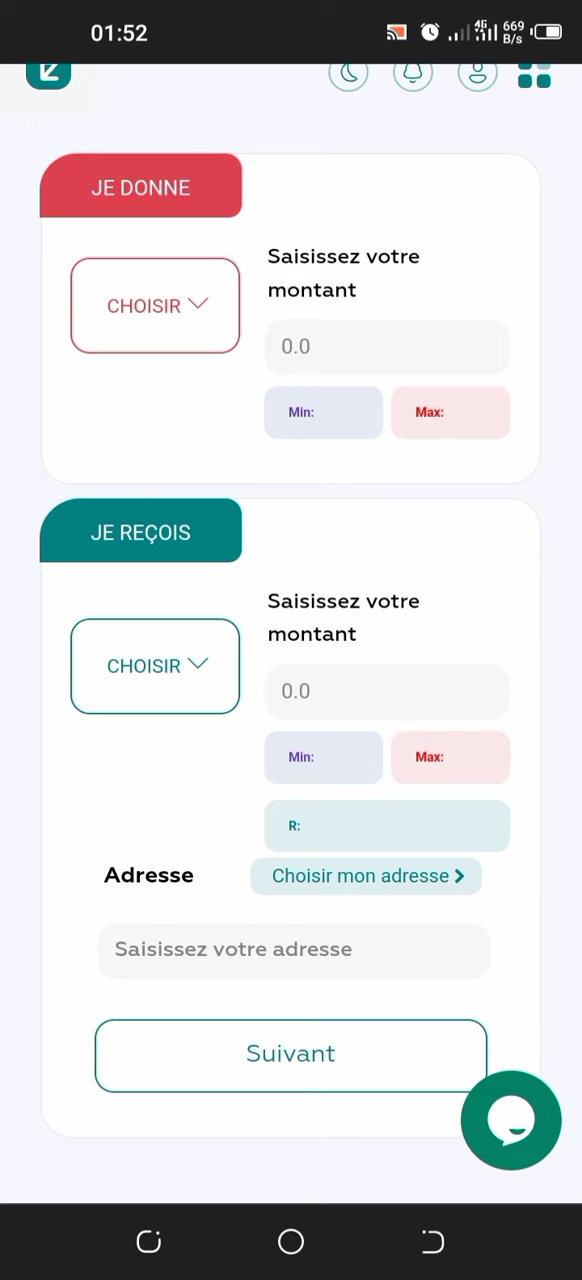 01:52
4G
669
B/s
JE DONNE
Saisissez votre
montant
CHOISIR
0.0
Min:
Max:
JE REÇOIS
Saisissez votre
montant
CHOISIR
0.0
Min:
Max:
R:
Adresse
Choisir mon adresse
Saisissez votre adresse
Suivant